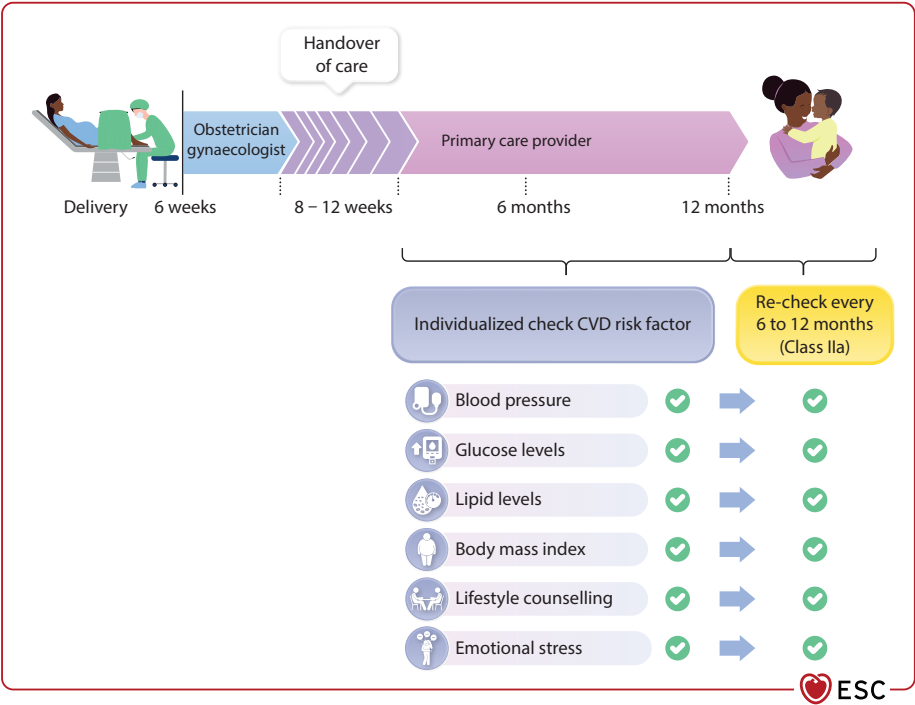 Handover
of care
Obstetrician
gynaecologist
Primary care provider
Delivery
6 weeks
8 – 12 weeks
6 months
12 months
Individualized check CVD risk factor
Re-check every
6 to 12 months
(Class IIa)
Blood pressure
Glucose levels
Lipid levels
Body mass index
Lifestyle counselling
Emotional stress
ESC